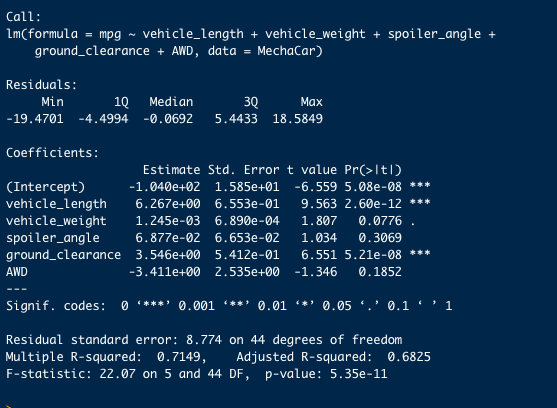 Call:
lm(formula = mpg ~ vehicle_length + vehicle_weight + spoiler_angle +
    ground_clearance + AWD, data = MechaCar)

Residuals:
     Min       1Q   Median       3Q      Max
-19.4701  -4.4994  -0.0692   5.4433  18.5849

Coefficients:
                   Estimate Std. Error t value Pr(>|t|)
(Intercept)      -1.040e+02  1.585e+01  -6.559 5.08e-08 ***
vehicle_length    6.267e+00  6.553e-01   9.563 2.60e-12 ***
vehicle_weight    1.245e-03  6.890e-04   1.807   0.0776 .
spoiler_angle     6.877e-02  6.653e-02   1.034   0.3069
ground_clearance  3.546e+00  5.412e-01   6.551 5.21e-08 ***
AWD              -3.411e+00  2.535e+00  -1.346   0.1852
---
Signif. codes:  0 ‘***’ 0.001 ‘**’ 0.01 ‘*’ 0.05 ‘.’ 0.1 ‘ ’ 1

Residual standard error: 8.774 on 44 degrees of freedom
Multiple R-squared:  0.7149,    Adjusted R-squared:  0.6825
F-statistic: 22.07 on 5 and 44 DF,  p-value: 5.35e-11

>